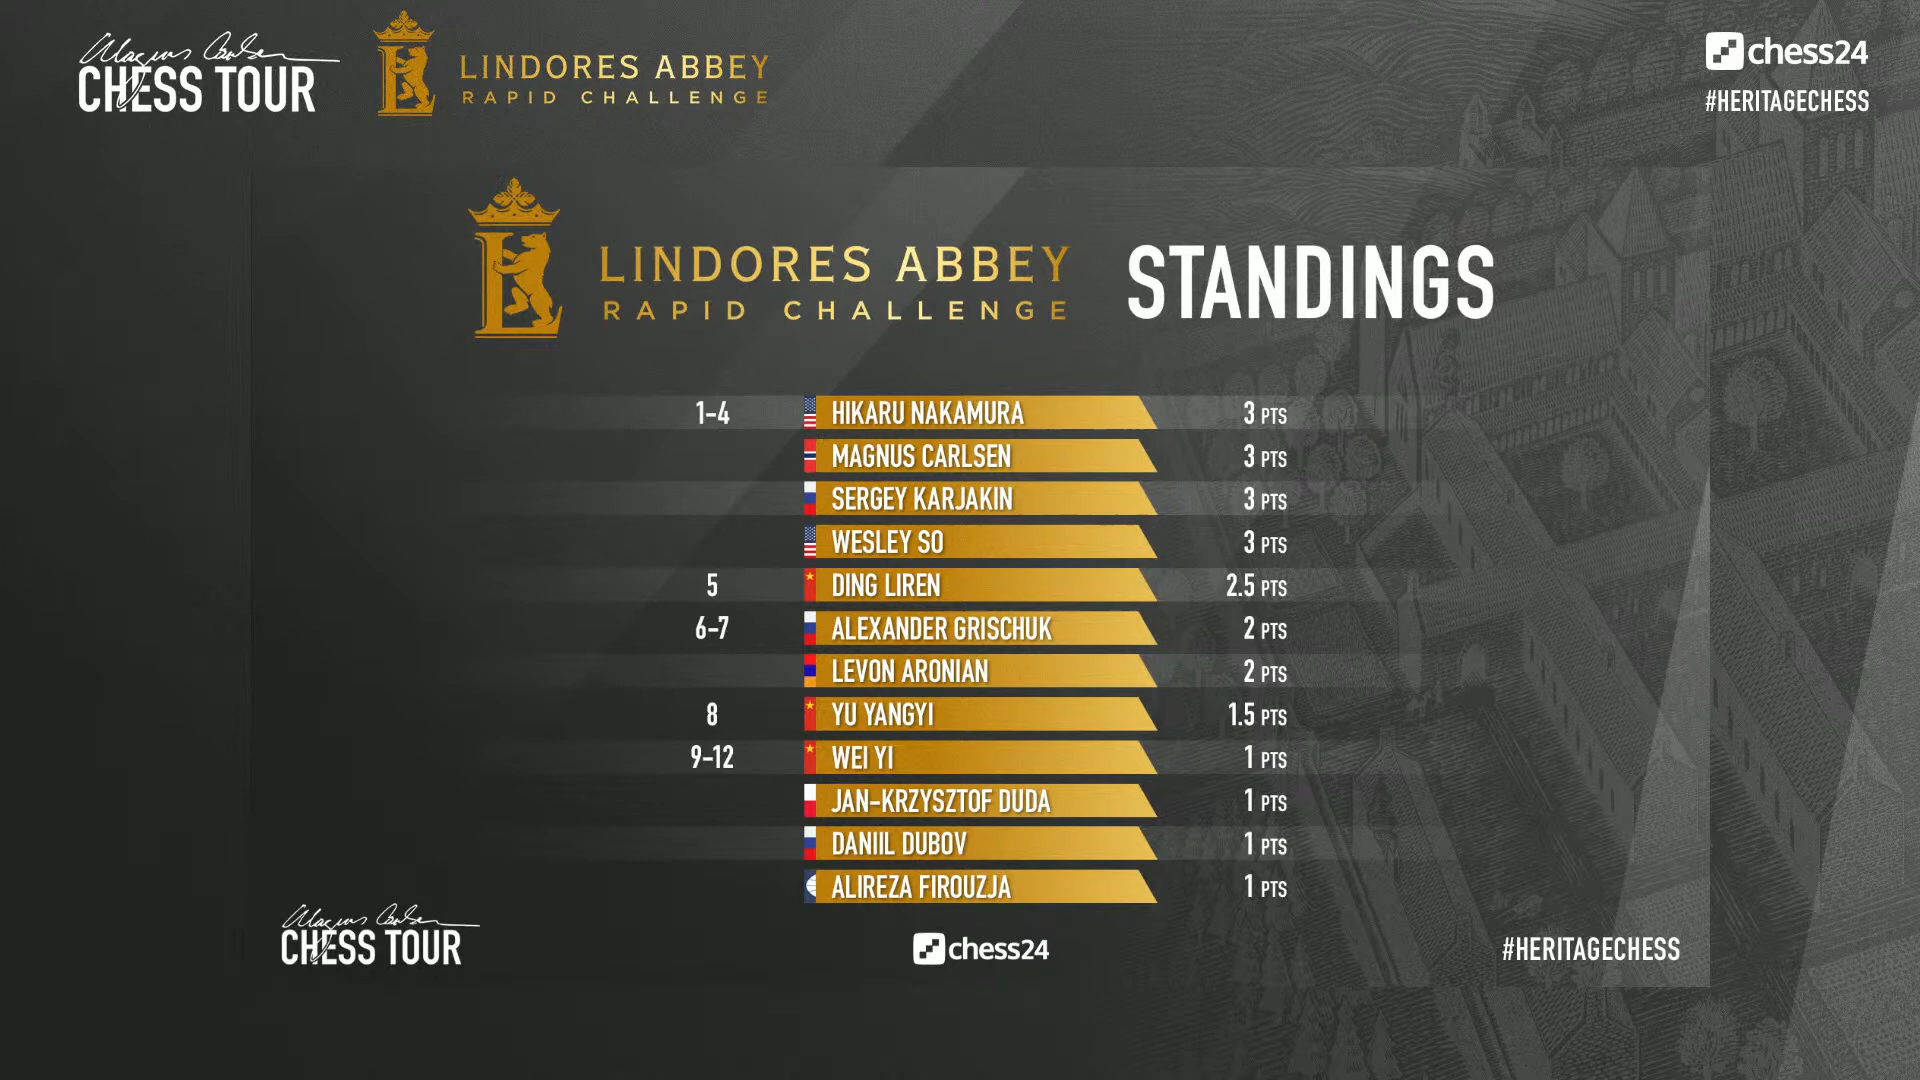 Magnus Carlsen
CHESS TOUR
LINDORES ABBEY
RAPID CHALLENGE
chess24
#HERITAGECHESS
LINDORES ABBEY
RAPID CHALLENGE
STANDINGS
1-4 HIKARU NAKAMURA 3 PTS
MAGNUS CARLSEN 3 PTS
SERGEY KARJAKIN 3 PTS
WESLEY SO 3 PTS
5 DING LIREN 2.5 PTS
6-7 ALEXANDER GRISCHUK 2 PTS
LEVON ARONIAN 2 PTS
8 YU YANGYI 1.5 PTS
9-12 WEI YI 1 PTS
JAN-KRZYSZTOF DUDA 1 PTS
DANIIL DUBOV 1 PTS
ALIREZA FIROUZJA 1 PTS
Magnus Carlsen
CHESS TOUR
chess24
#HERITAGECHESS